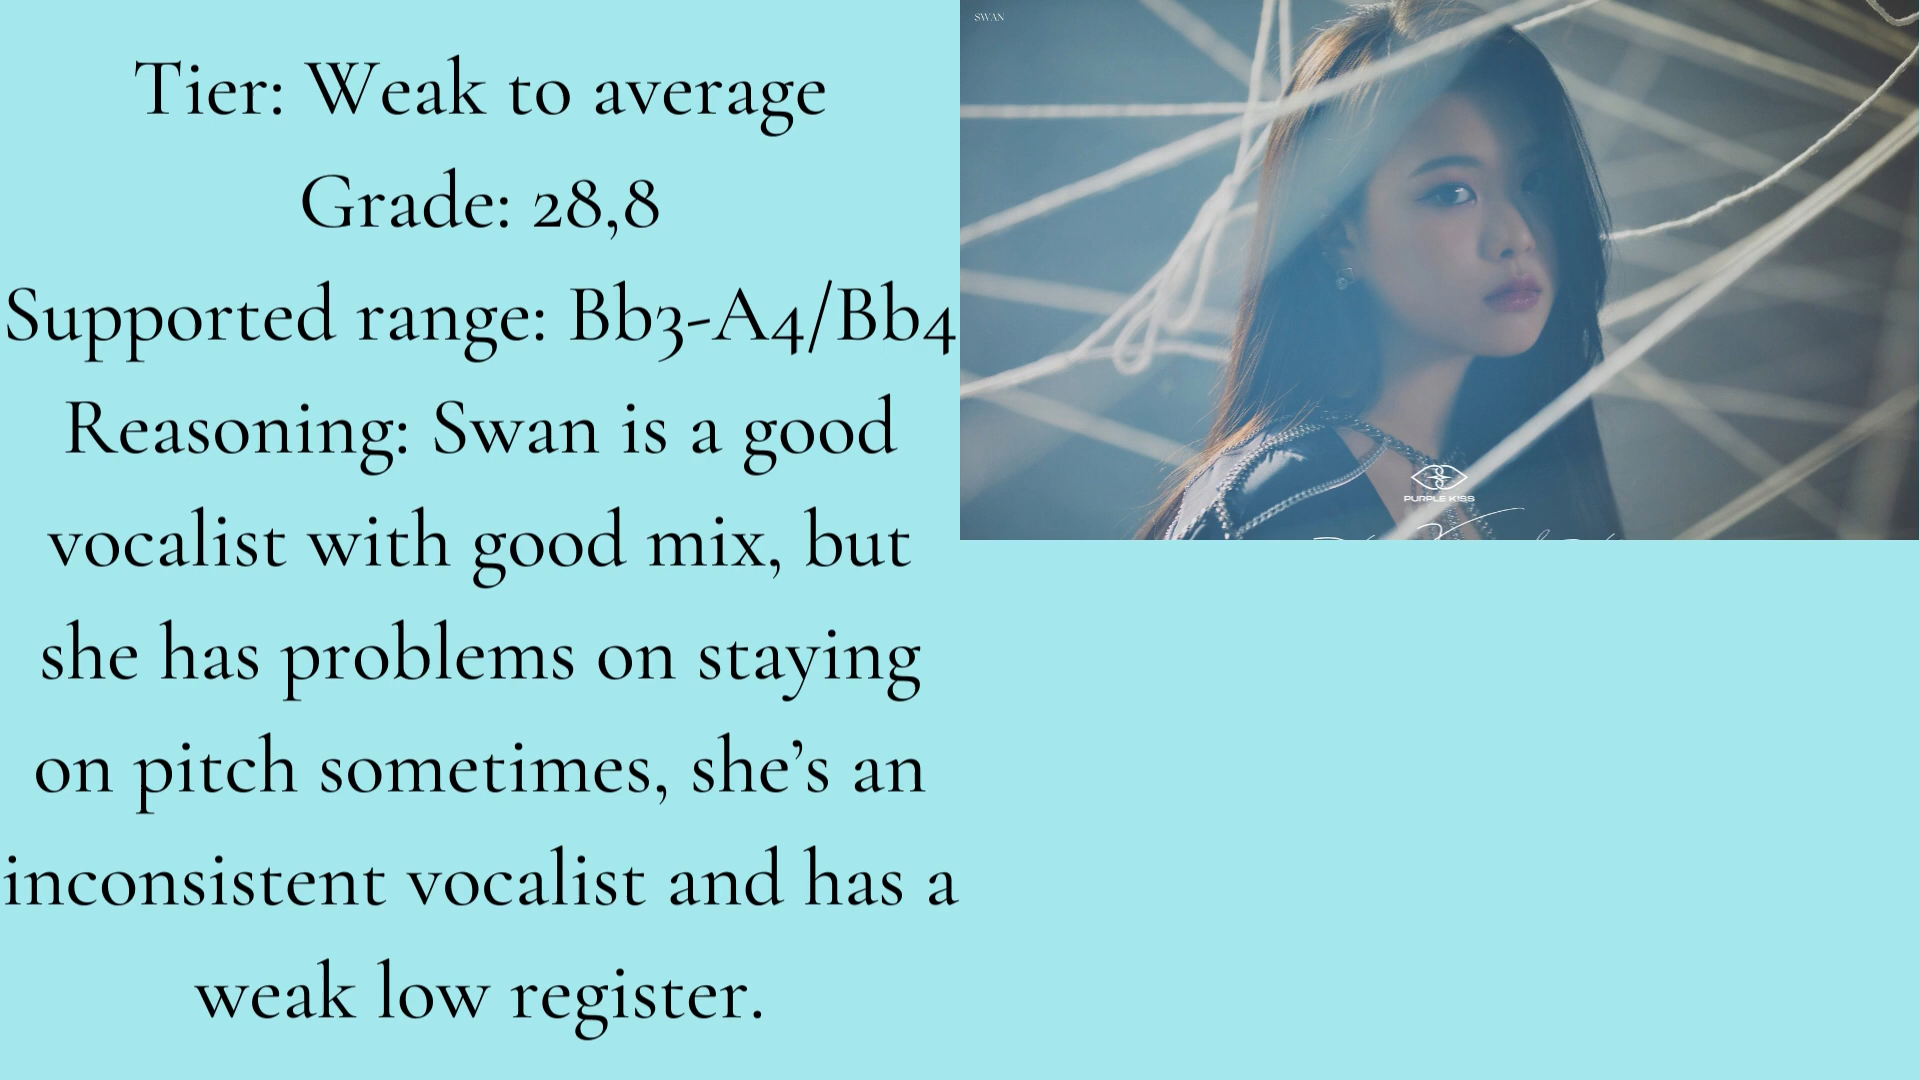 Tier: Weak to average
Grade: 28,8
Supported range: Bb3-A4/Bb4
Reasoning: Swan is a good
vocalist with good mix, but
she has problems on staying
on pitch sometimes, she’s an
inconsistent vocalist and has a
weak low register.
SWAN
PURPLE K!SS